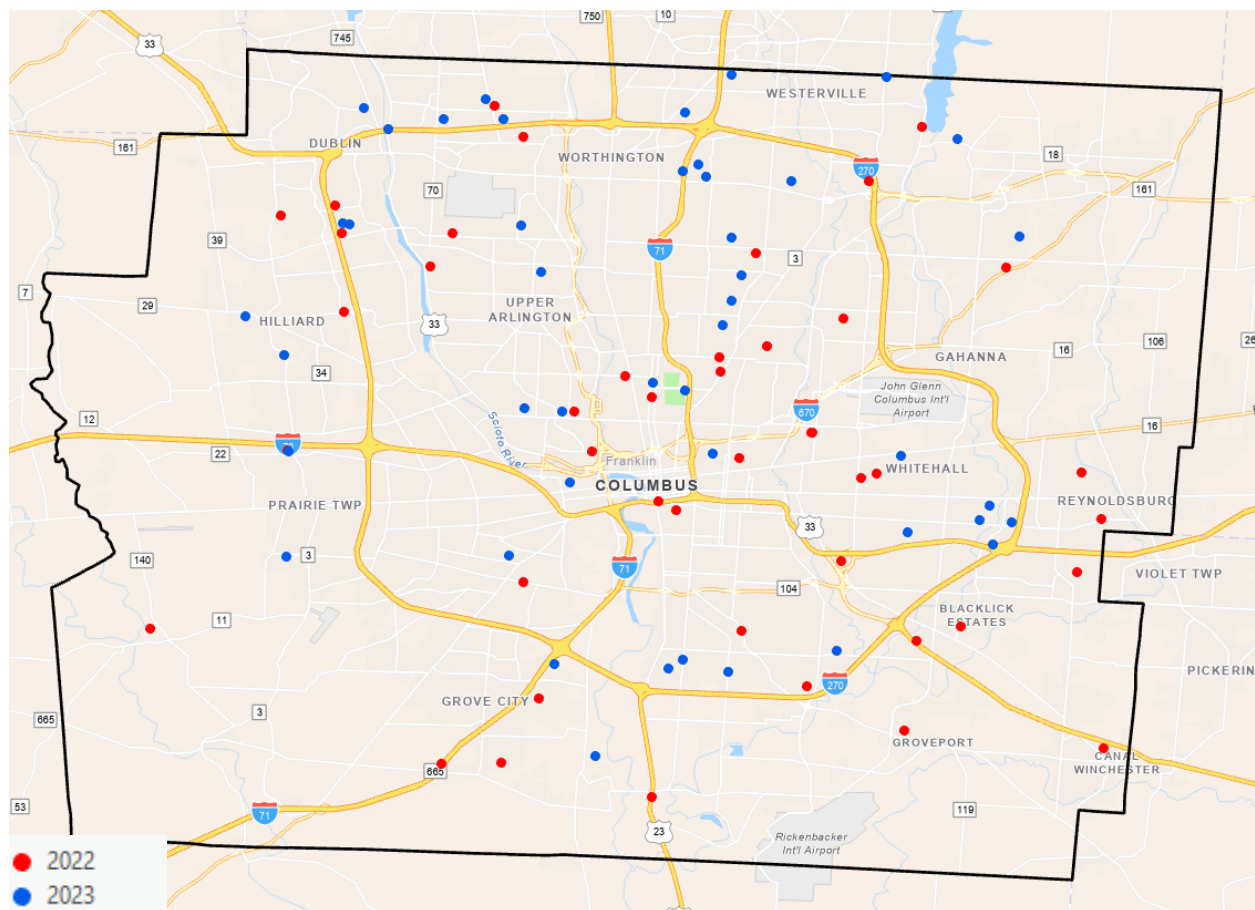 750
10
33
745
WESTERVILLE
161
DUBLIN
WORTHINGTON
18
270
161
70
39
71
3
7
29
UPPER
ARLINGTON
HILLIARD
33
106
GAHANNA
16
26
34
John Glenn
Columbus Int'l
Airport
670
12
Scioto River
16
22
Franklin
WHITEHALL
COLUMBUS
PRAIRIE TWP
REYNOLDSBURG
33
140
3
71
104
VIOLET TWP
11
BLACKLICK
ESTATES
PICKERIN
270
GROVE CITY
3
665
GROVEPORT
CANAL
WINCHESTER
665
53
71
119
23
Rickenbacker
Int'l Airport
2022
2023